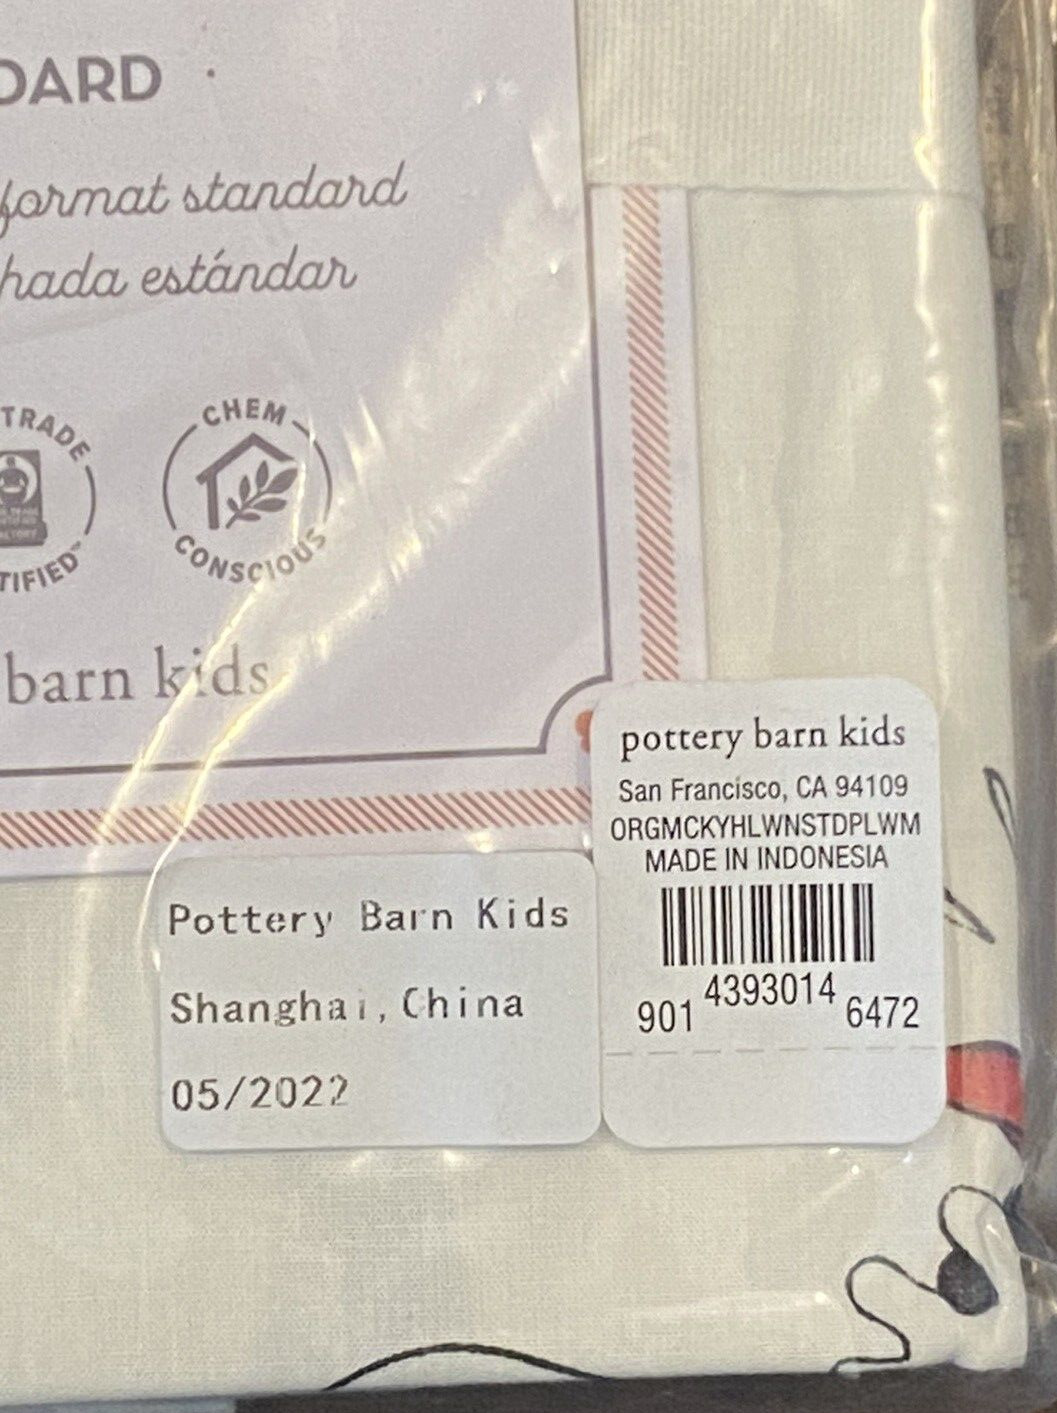 DARD
format standard
hada estándar
TRADE
TIFIED™
CHEM
CONSCIOUS
barn kids
pottery barn kids
San Francisco, CA 94109
ORGMCKYHLWNSTDPLWM
MADE IN INDONESIA
4393014
901 6472
Pottery Barn Kids
Shanghai, China
05/2022